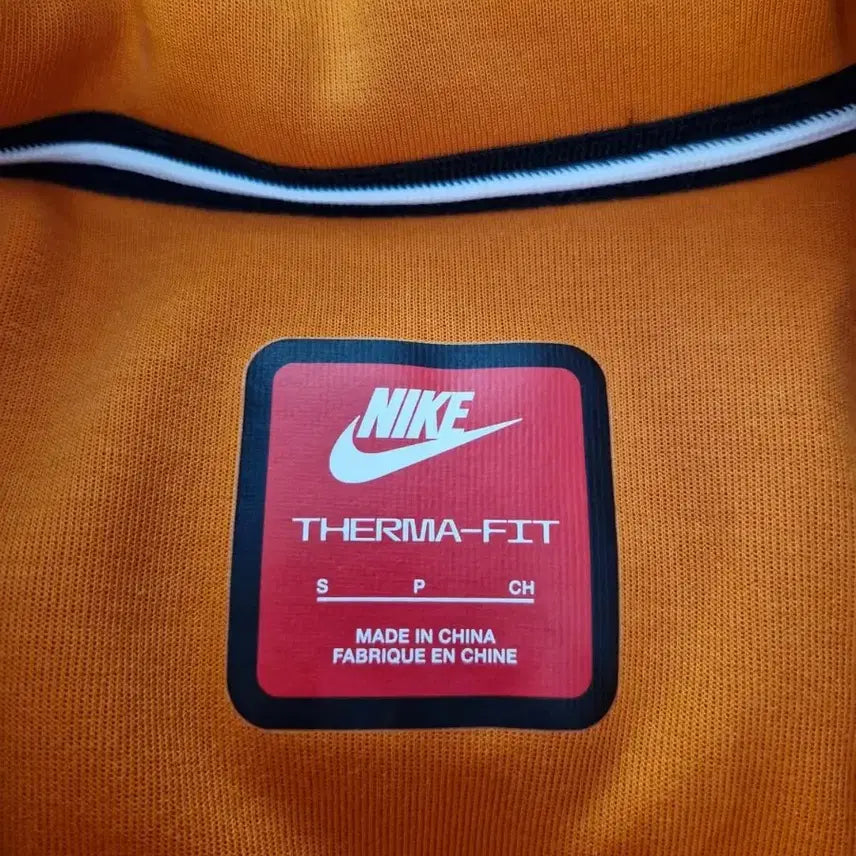 NIKE
THERMA-FIT
S P CH
MADE IN CHINA
FABRIQUE EN CHINE